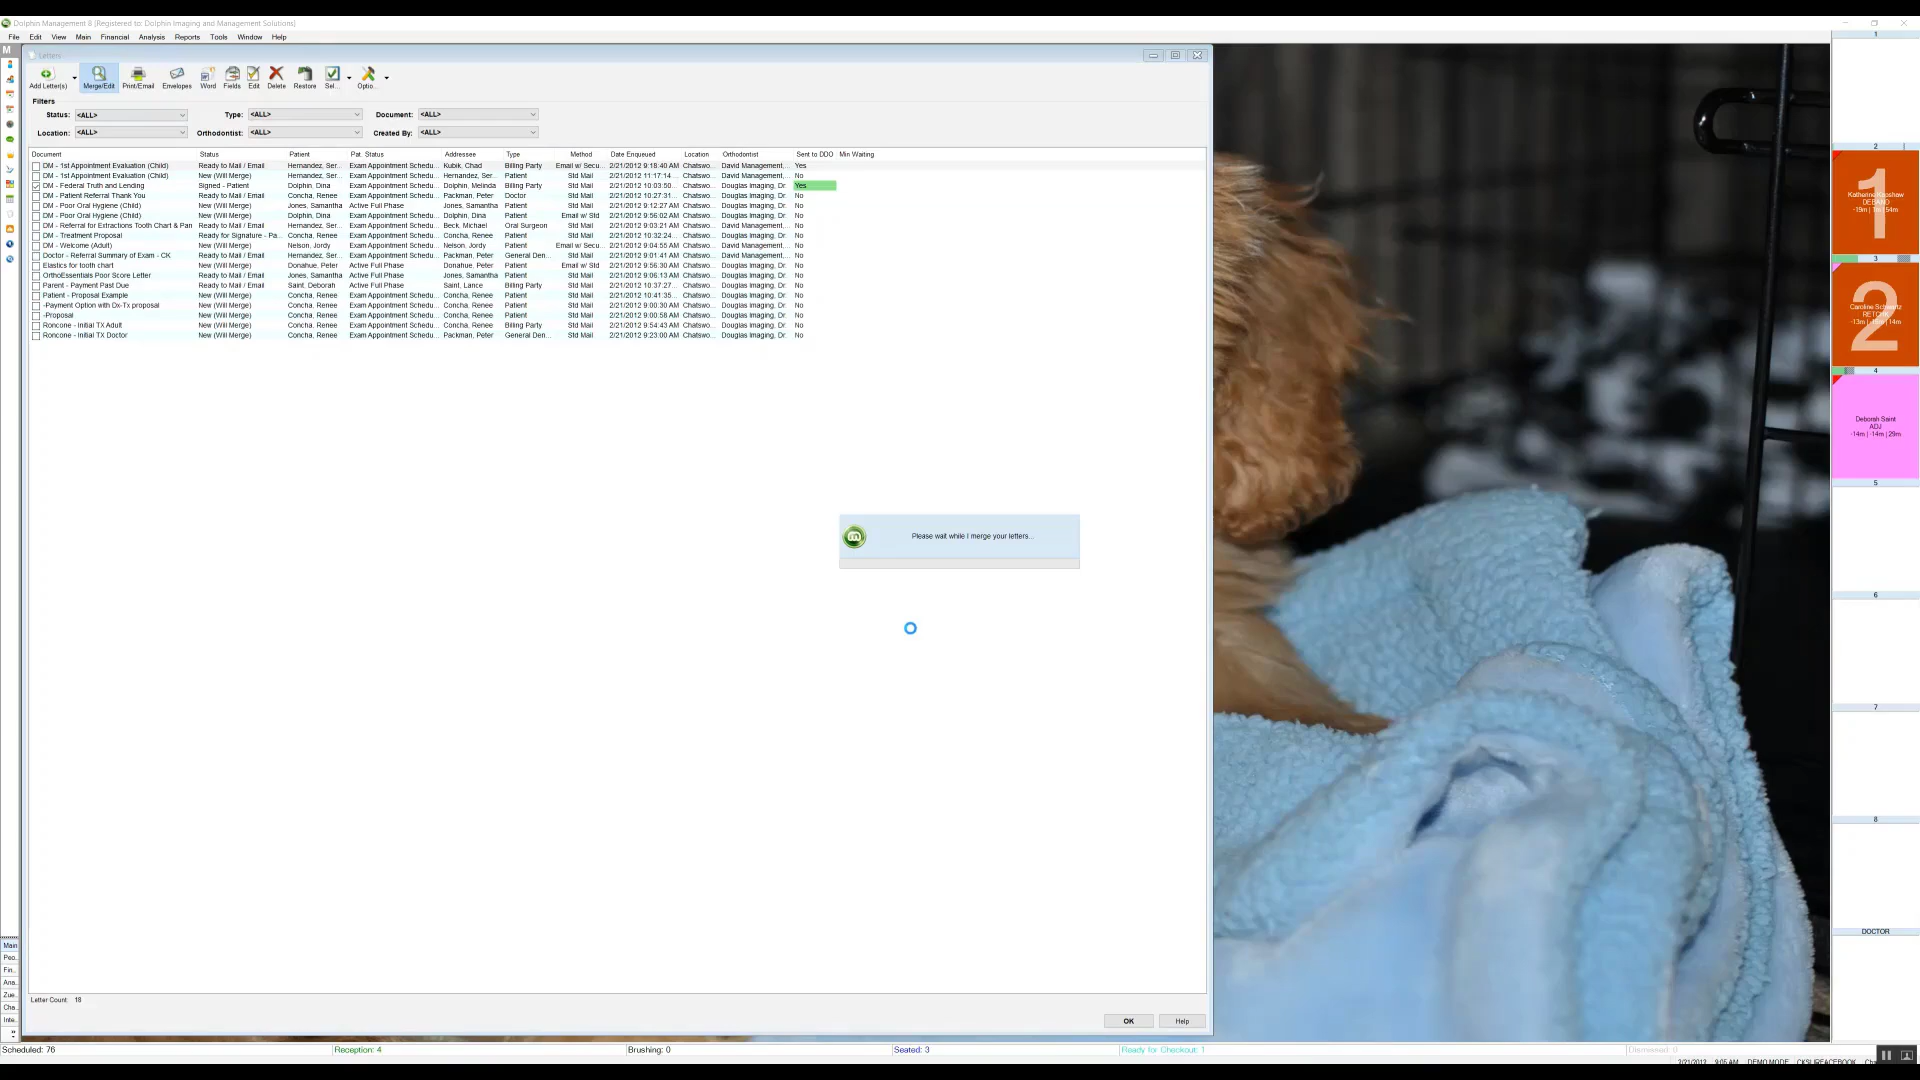 Dolphin Management 8 [Registered to: Dolphin Imaging and Management Solutions]
File Edit View Main Financial Analysis Reports Tools Window Help
M
Letters
Add Letter(s) Merge/Edit Print/Email Envelopes Word Fields Edit Delete Restore Sel... Optio...
Filters
Status: <ALL> Type: <ALL> Document: <ALL>
Location: <ALL> Orthodontist: <ALL> Created By: <ALL>
Document Status Patient Pat. Status Addressee Type Method Date Enqueued Location Orthodontist Sent to DDO Min Waiting
DM - 1st Appointment Evaluation (Child) Ready to Mail / Email Hernandez, Ser... Exam Appointment Schedu... Kubik, Chad Billing Party Email w/ Secu... 2/21/2012 9:18:40 AM Chatswo... David Management,... Yes
DM - 1st Appointment Evaluation (Child) New (Will Merge) Hernandez, Ser... Exam Appointment Schedu... Hernandez, Ser... Patient Std Mail 2/21/2012 11:17:14... Chatswo... David Management,... No
DM - Federal Truth and Lending Signed - Patient Dolphin, Dina Exam Appointment Schedu... Dolphin, Melinda Billing Party Std Mail 2/21/2012 10:03:50... Chatswo... Douglas Imaging, Dr. Yes
DM - Patient Referral Thank You New (Will Merge) Concha, Renee Exam Appointment Schedu... Packman, Peter Doctor Std Mail 2/21/2012 10:27:31... Chatswo... Douglas Imaging, Dr. No
DM - Poor Oral Hygiene (Child) New (Will Merge) Jones, Samantha Active Full Phase Jones, Samantha Patient Std Mail 2/21/2012 9:12:27 AM Chatswo... Douglas Imaging, Dr. No
DM - Poor Oral Hygiene (Child) New (Will Merge) Dolphin, Dina Exam Appointment Schedu... Dolphin, Dina Patient Email w/ Std 2/21/2012 9:56:02 AM Chatswo... Douglas Imaging, Dr. No
DM - Referral for Extractions Tooth Chart & Pan Ready to Mail / Email Hernandez, Ser... Exam Appointment Schedu... Beck, Michael Oral Surgeon Std Mail 2/21/2012 9:03:21 AM Chatswo... David Management,... No
DM - Treatment Proposal Ready for Signature - Pa... Concha, Renee Exam Appointment Schedu... Concha, Renee Patient Std Mail 2/21/2012 10:32:24... Chatswo... Douglas Imaging, Dr. No
DM - Welcome (Adult) New (Will Merge) Nelson, Jordy Exam Appointment Schedu... Nelson, Jordy Patient Email w/ Secu... 2/21/2012 9:04:55 AM Chatswo... David Management,... No
Doctor - Referral Summary of Exam - CK Ready to Mail / Email Hernandez, Ser... Exam Appointment Schedu... Packman, Peter General Den... Std Mail 2/21/2012 9:01:41 AM Chatswo... David Management,... No
Elastics for tooth chart New (Will Merge) Donahue, Peter Active Full Phase Donahue, Peter Patient Email w/ Std 2/21/2012 9:56:30 AM Chatswo... Douglas Imaging, Dr. No
OrthoEssentials Poor Score Letter Ready to Mail / Email Jones, Samantha Active Full Phase Jones, Samantha Patient Std Mail 2/21/2012 9:06:13 AM Chatswo... Douglas Imaging, Dr. No
Parent - Payment Past Due Ready to Mail / Email Saint, Deborah Active Full Phase Saint, Lance Billing Party Std Mail 2/21/2012 10:37:27... Chatswo... Douglas Imaging, Dr. No
Patient - Proposal Example New (Will Merge) Concha, Renee Exam Appointment Schedu... Concha, Renee Patient Std Mail 2/21/2012 10:41:35... Chatswo... Douglas Imaging, Dr. No
-Payment Option with Dx-Tx proposal New (Will Merge) Concha, Renee Exam Appointment Schedu... Concha, Renee Patient Std Mail 2/21/2012 9:00:30 AM Chatswo... Douglas Imaging, Dr. No
-Proposal New (Will Merge) Concha, Renee Exam Appointment Schedu... Concha, Renee Patient Std Mail 2/21/2012 9:00:58 AM Chatswo... Douglas Imaging, Dr. No
Roncone - Initial TX Adult New (Will Merge) Concha, Renee Exam Appointment Schedu... Concha, Renee Billing Party Std Mail 2/21/2012 9:54:43 AM Chatswo... Douglas Imaging, Dr. No
Roncone - Initial TX Doctor New (Will Merge) Concha, Renee Exam Appointment Schedu... Packman, Peter General Den... Std Mail 2/21/2012 9:23:00 AM Chatswo... Douglas Imaging, Dr. No
Please wait while I merge your letters...
Letter Count: 18
OK Help
Main
Peo...
Fin...
Ana...
Zue...
Cha...
Inte...
1
2
1
DEBAND
-19m | 1m | 54m
3
2
RETCHK
14m
4
Deborah Saint
ADJ
-14m | -14m | 29m
5
6
7
8
DOCTOR
Scheduled: 76 Reception: 4 Brushing: 0 Seated: 3 Ready for Checkout: 1 Dismissed: 0
2/21/2012 9:05 AM DEMO MODE CKSURFACEBOOK